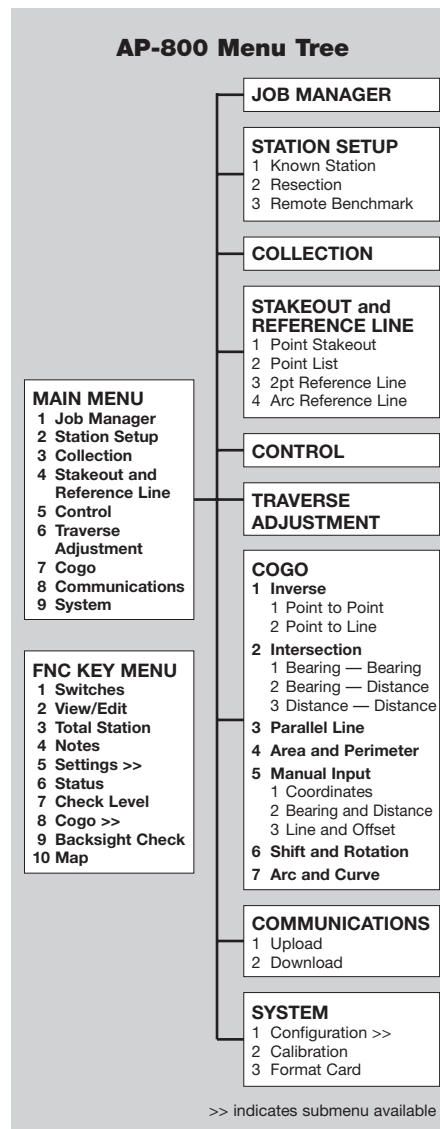 AP-800 Menu Tree
MAIN MENU
1 Job Manager
2 Station Setup
3 Collection
4 Stakeout and
Reference Line
5 Control
6 Traverse
Adjustment
7 Cogo
8 Communications
9 System
FNC KEY MENU
1 Switches
2 View/Edit
3 Total Station
4 Notes
5 Settings >>
6 Status
7 Check Level
8 Cogo >>
9 Backsight Check
10 Map
JOB MANAGER
STATION SETUP
1 Known Station
2 Resection
3 Remote Benchmark
COLLECTION
STAKEOUT and
REFERENCE LINE
1 Point Stakeout
2 Point List
3 2pt Reference Line
4 Arc Reference Line
CONTROL
TRAVERSE
ADJUSTMENT
COGO
1 Inverse
1 Point to Point
2 Point to Line
2 Intersection
1 Bearing — Bearing
2 Bearing — Distance
3 Distance — Distance
3 Parallel Line
4 Area and Perimeter
5 Manual Input
1 Coordinates
2 Bearing and Distance
3 Line and Offset
6 Shift and Rotation
7 Arc and Curve
COMMUNICATIONS
1 Upload
2 Download
SYSTEM
1 Configuration >>
2 Calibration
3 Format Card
>> indicates submenu available